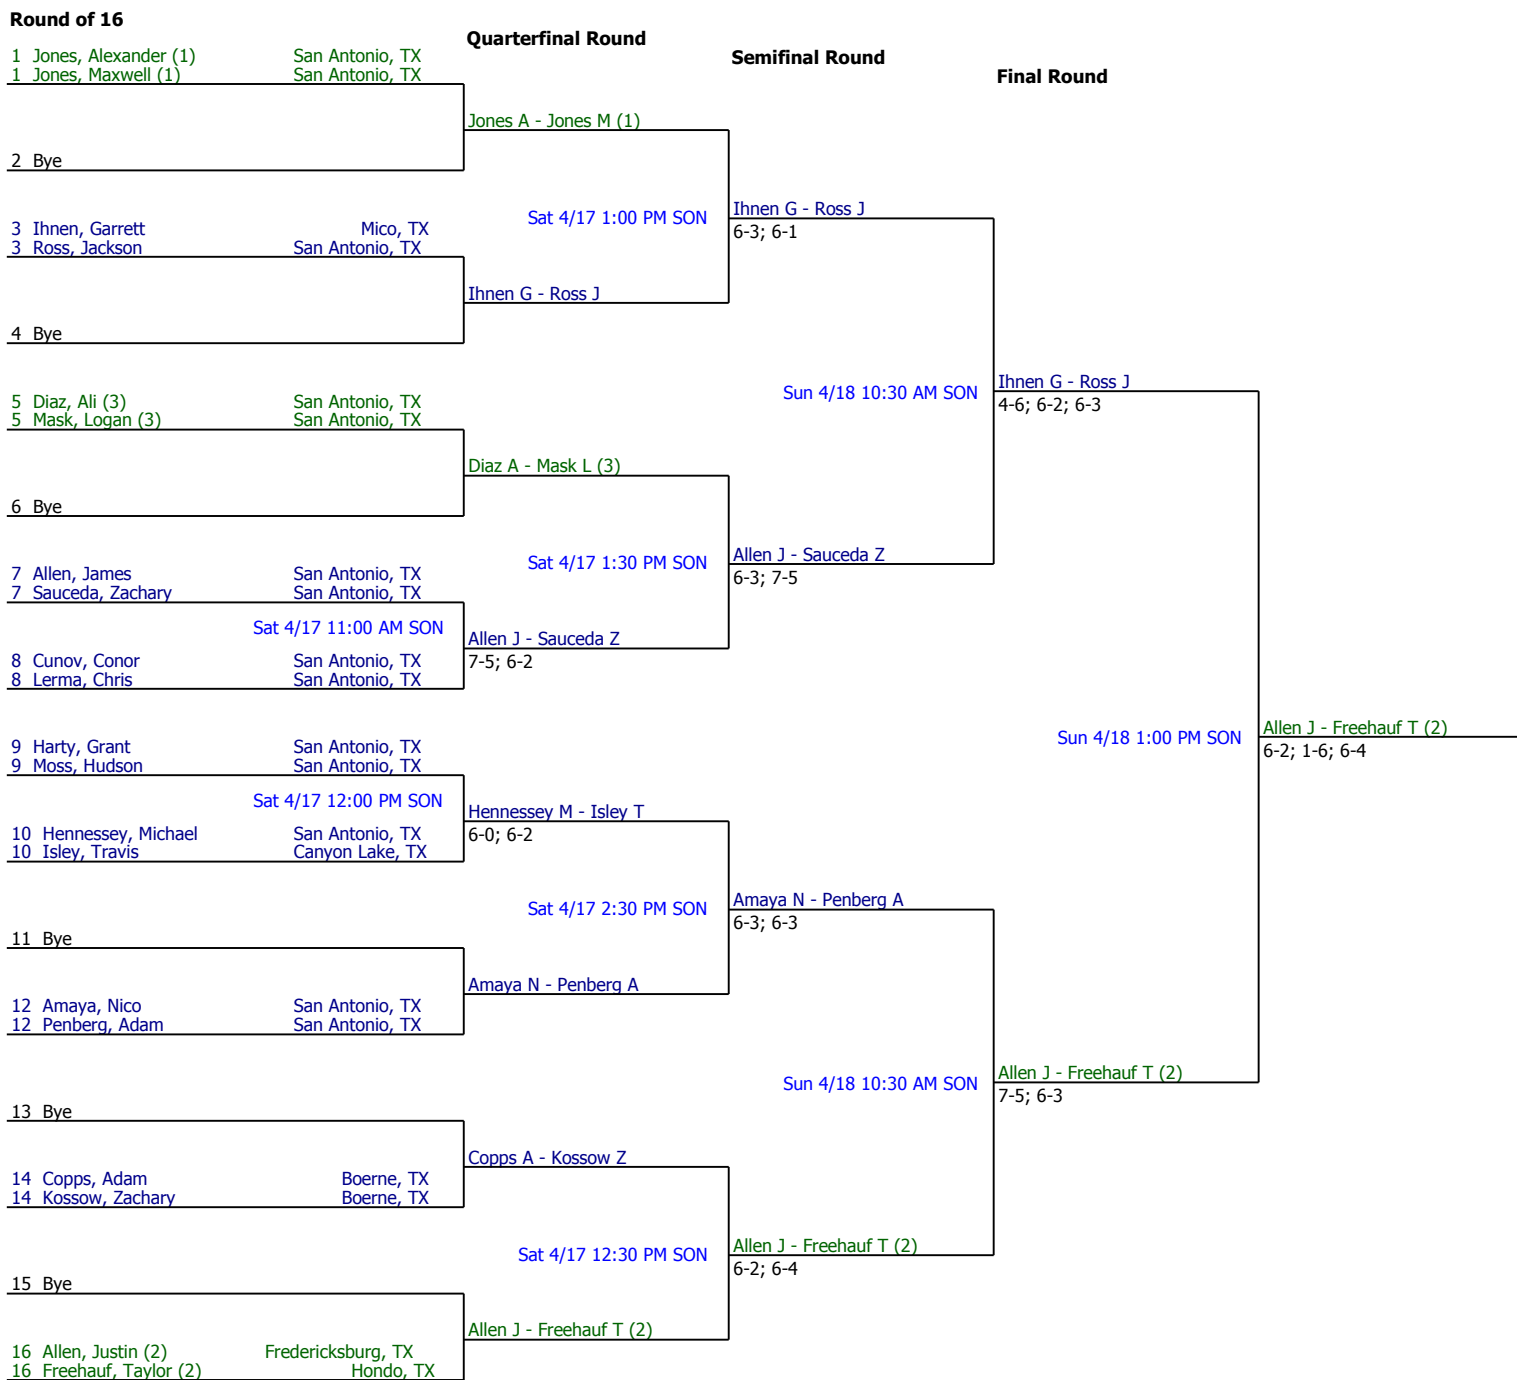 Round of 16
1 Jones, Alexander (1) San Antonio, TX
1 Jones, Maxwell (1) San Antonio, TX
2 Bye
3 Ihnen, Garrett Mico, TX
3 Ross, Jackson San Antonio, TX
4 Bye
5 Diaz, Ali (3) San Antonio, TX
5 Mask, Logan (3) San Antonio, TX
6 Bye
7 Allen, James San Antonio, TX
7 Sauceda, Zachary San Antonio, TX
Sat 4/17 11:00 AM SON
8 Cunov, Conor San Antonio, TX
8 Lerma, Chris San Antonio, TX
9 Harty, Grant San Antonio, TX
9 Moss, Hudson San Antonio, TX
Sat 4/17 12:00 PM SON
10 Hennessey, Michael San Antonio, TX
10 Isley, Travis Canyon Lake, TX
11 Bye
12 Amaya, Nico San Antonio, TX
12 Penberg, Adam San Antonio, TX
13 Bye
14 Copps, Adam Boerne, TX
14 Kossow, Zachary Boerne, TX
15 Bye
16 Allen, Justin (2) Fredericksburg, TX
16 Freehauf, Taylor (2) Hondo, TX
Quarterfinal Round
Jones A - Jones M (1)
Sat 4/17 1:00 PM SON
Ihnen G - Ross J
Diaz A - Mask L (3)
Sat 4/17 1:30 PM SON
Allen J - Sauceda Z
7-5; 6-2
Hennessey M - Isley T
6-0; 6-2
Sat 4/17 2:30 PM SON
Amaya N - Penberg A
Copps A - Kossow Z
Sat 4/17 12:30 PM SON
Allen J - Freehauf T (2)
Semifinal Round
Ihnen G - Ross J
6-3; 6-1
Sun 4/18 10:30 AM SON
Allen J - Sauceda Z
6-3; 7-5
Amaya N - Penberg A
6-3; 6-3
Sun 4/18 10:30 AM SON
Allen J - Freehauf T (2)
6-2; 6-4
Final Round
Ihnen G - Ross J
4-6; 6-2; 6-3
Sun 4/18 1:00 PM SON
Allen J - Freehauf T (2)
7-5; 6-3
Allen J - Freehauf T (2)
6-2; 1-6; 6-4